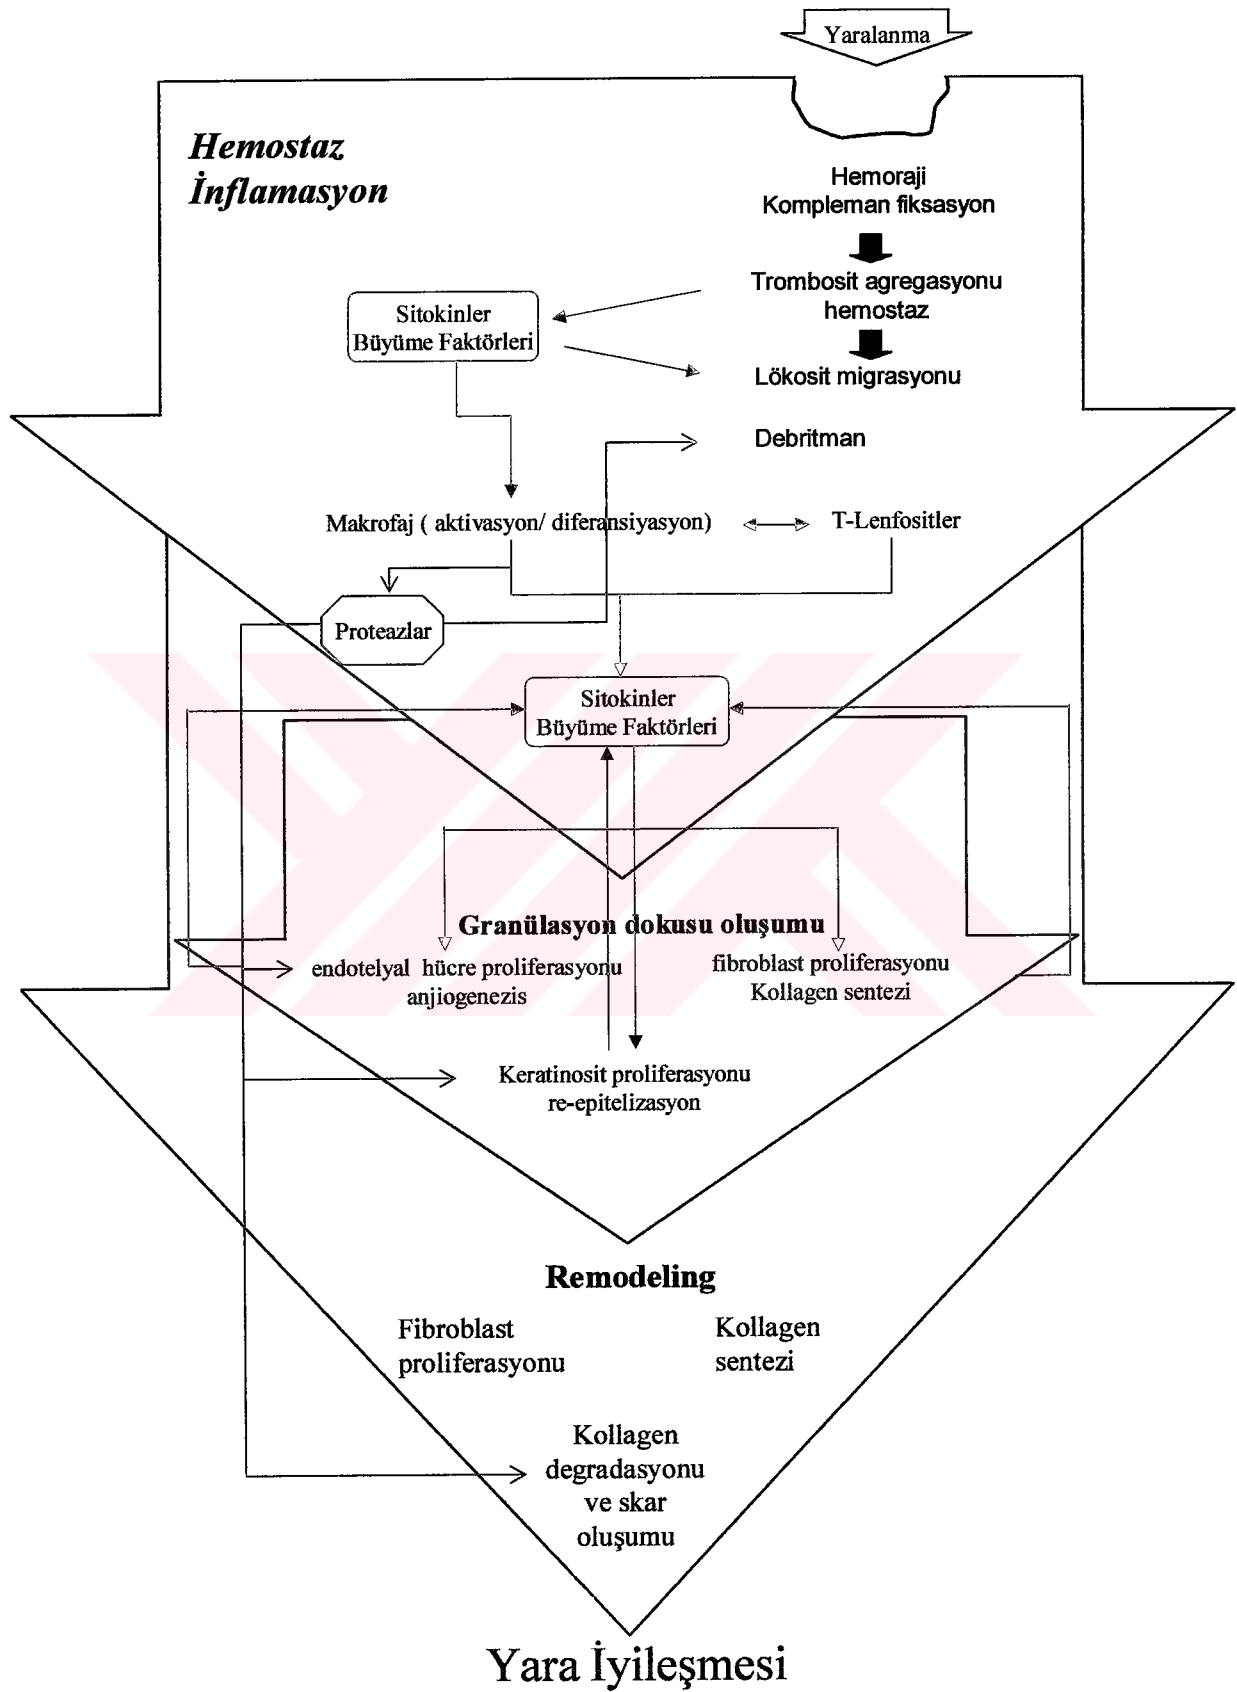 Yaralanma
Hemostaz
İnflamasyon
Hemoraji
Kompleman fiksasyon
Trombosit agregasyonu
hemostaz
Sitokinler
Büyüme Faktörleri
Lökosit migrasyonu
Debritman
Makrofaj ( aktivasyon/ diferansiyasyon)
T-Lenfositler
Proteazlar
Sitokinler
Büyüme Faktörleri
Granülasyon dokusu oluşumu
endotelyal hücre proliferasyonu
anjiogenezis
fibroblast proliferasyonu
Kollagen sentezi
Keratinosit proliferasyonu
re-epitelizasyon
Remodeling
Fibroblast
proliferasyonu
Kollagen
sentezi
Kollagen
degradasyonu
ve skar
oluşumu
Yara İyileşmesi